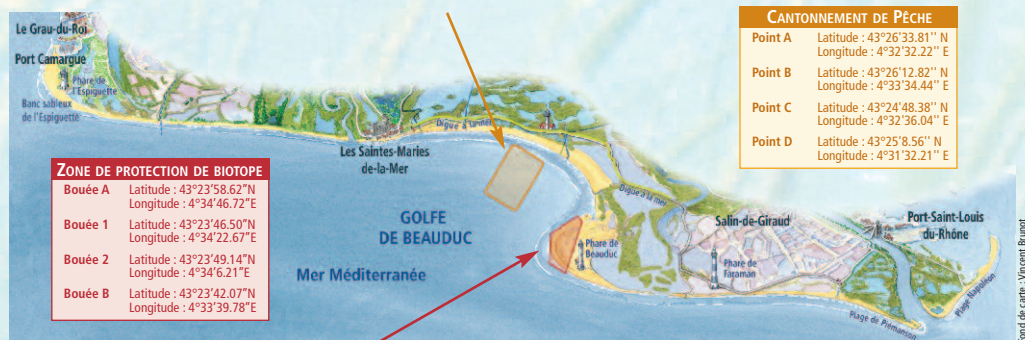 Le Grau-du-Roi
Port Camargue
Phare de
l'Espiguette
Banc sableux
de l'Espiguette
Les Saintes-Maries
de-la-Mer
Digue à la mer
CANTONNEMENT DE PÊCHE
Point A Latitude : 43°26'33.81'' N
Longitude : 4°32'32.22'' E
Point B Latitude : 43°26'12.82'' N
Longitude : 4°33'34.44'' E
Point C Latitude : 43°24'48.38'' N
Longitude : 4°32'36.04'' E
Point D Latitude : 43°25'8.56'' N
Longitude : 4°31'32.21'' E
ZONE DE PROTECTION DE BIOTOPE
Bouée A Latitude : 43°23'58.62"N
Longitude : 4°34'46.72"E
Bouée 1 Latitude : 43°23'46.50"N
Longitude : 4°34'22.67"E
Bouée 2 Latitude : 43°23'49.14"N
Longitude : 4°34'6.21"E
Bouée B Latitude : 43°23'42.07"N
Longitude : 4°33'39.78"E
GOLFE
DE BEAUDUC
Mer Méditerranée
Digue à la mer
Phare de
Beauduc
Salin-de-Giraud
Phare de
Faraman
Port-Saint-Louis
du-Rhône
Plage Napoléon
Plage de Piémanson
Fond de carte : Vincent Brunot